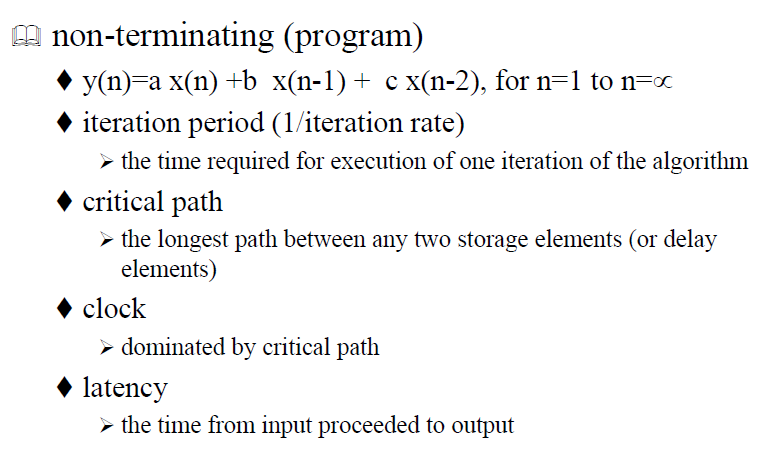 non-terminating (program)
♦ y(n)=a x(n) +b x(n-1) + c x(n-2), for n=1 to n=∝
♦ iteration period (1/iteration rate)
➢ the time required for execution of one iteration of the algorithm
♦ critical path
➢ the longest path between any two storage elements (or delay
elements)
♦ clock
➢ dominated by critical path
♦ latency
➢ the time from input proceeded to output